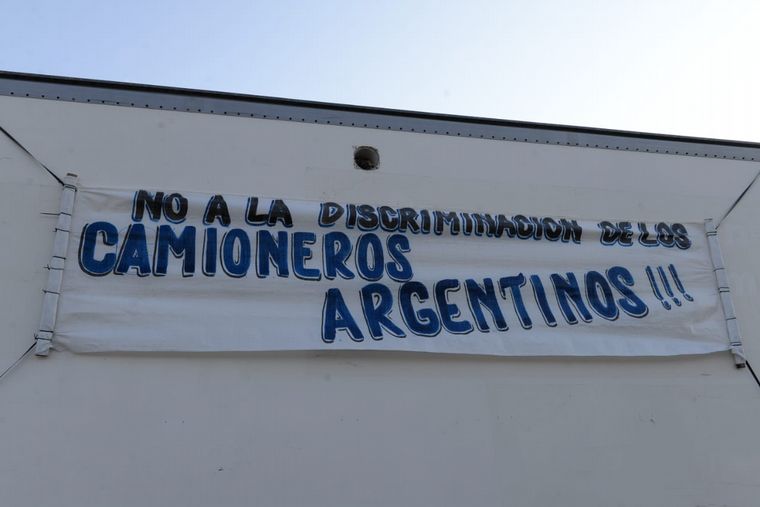 NO A LA DISCRIMINACION DE LOS
CAMIONEROS
ARGENTINOS!!!